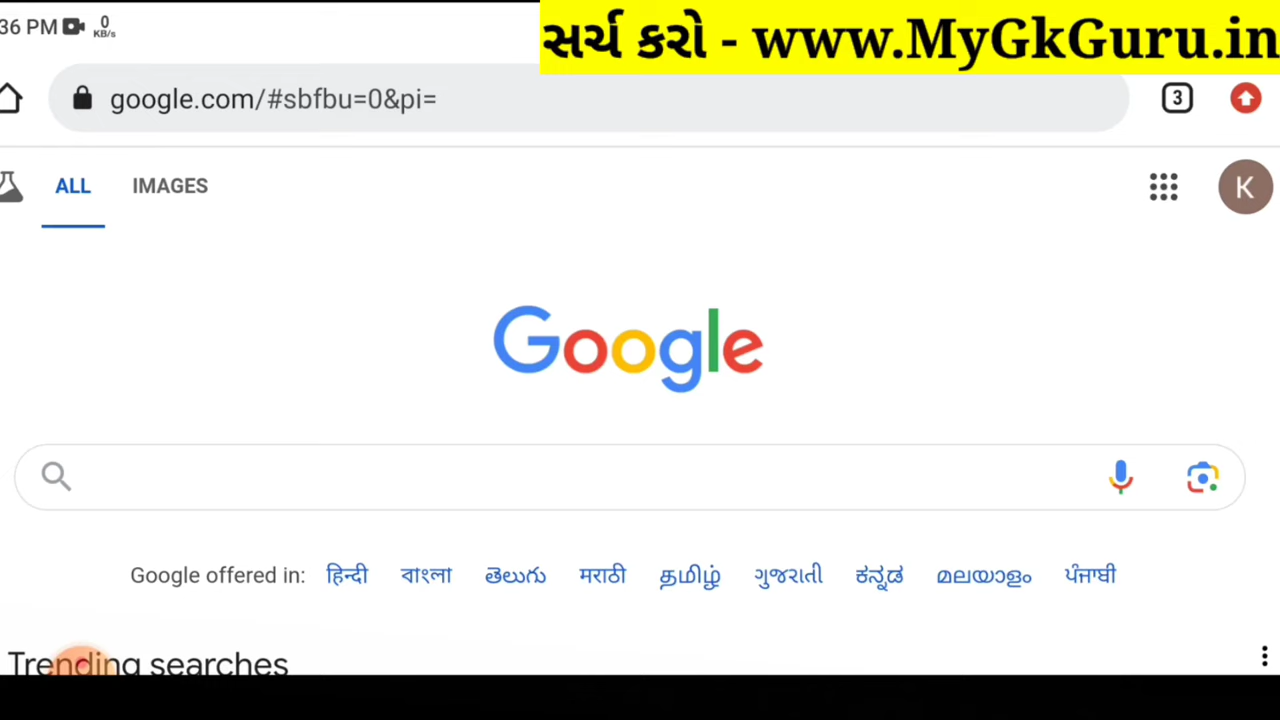 36 PM 0 KB/s
સર્ચ કરો - www.MyGkGuru.in
google.com/#sbfbu=0&pi=
3
ALL IMAGES
K
Google
Google offered in: हिन्दी বাংলা తెలుగు मराठी தமிழ் ગુજરાતી ಕನ್ನಡ മലയാളം ਪੰਜਾਬੀ
Trending searches